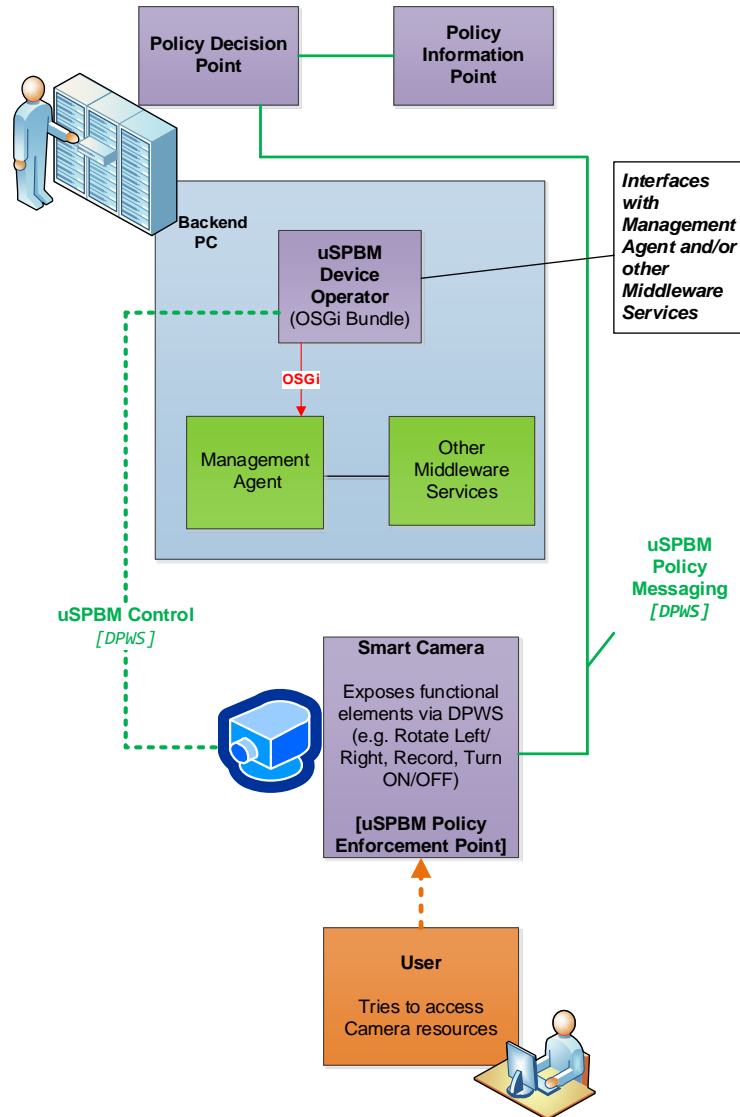 Policy Decision
Point
Policy
Information
Point
Backend
PC
uSPBM
Device
Operator
(OSGi Bundle)
Interfaces
with
Management
Agent and/or
other
Middleware
Services
OSGi
Management
Agent
Other
Middleware
Services
uSPBM
Policy
Messaging
[DPWS]
uSPBM Control
[DPWS]
Smart Camera
Exposes functional
elements via DPWS
(e.g. Rotate Left/
Right, Record, Turn
ON/OFF)
[uSPBM Policy
Enforcement Point]
User
Tries to access
Camera resources